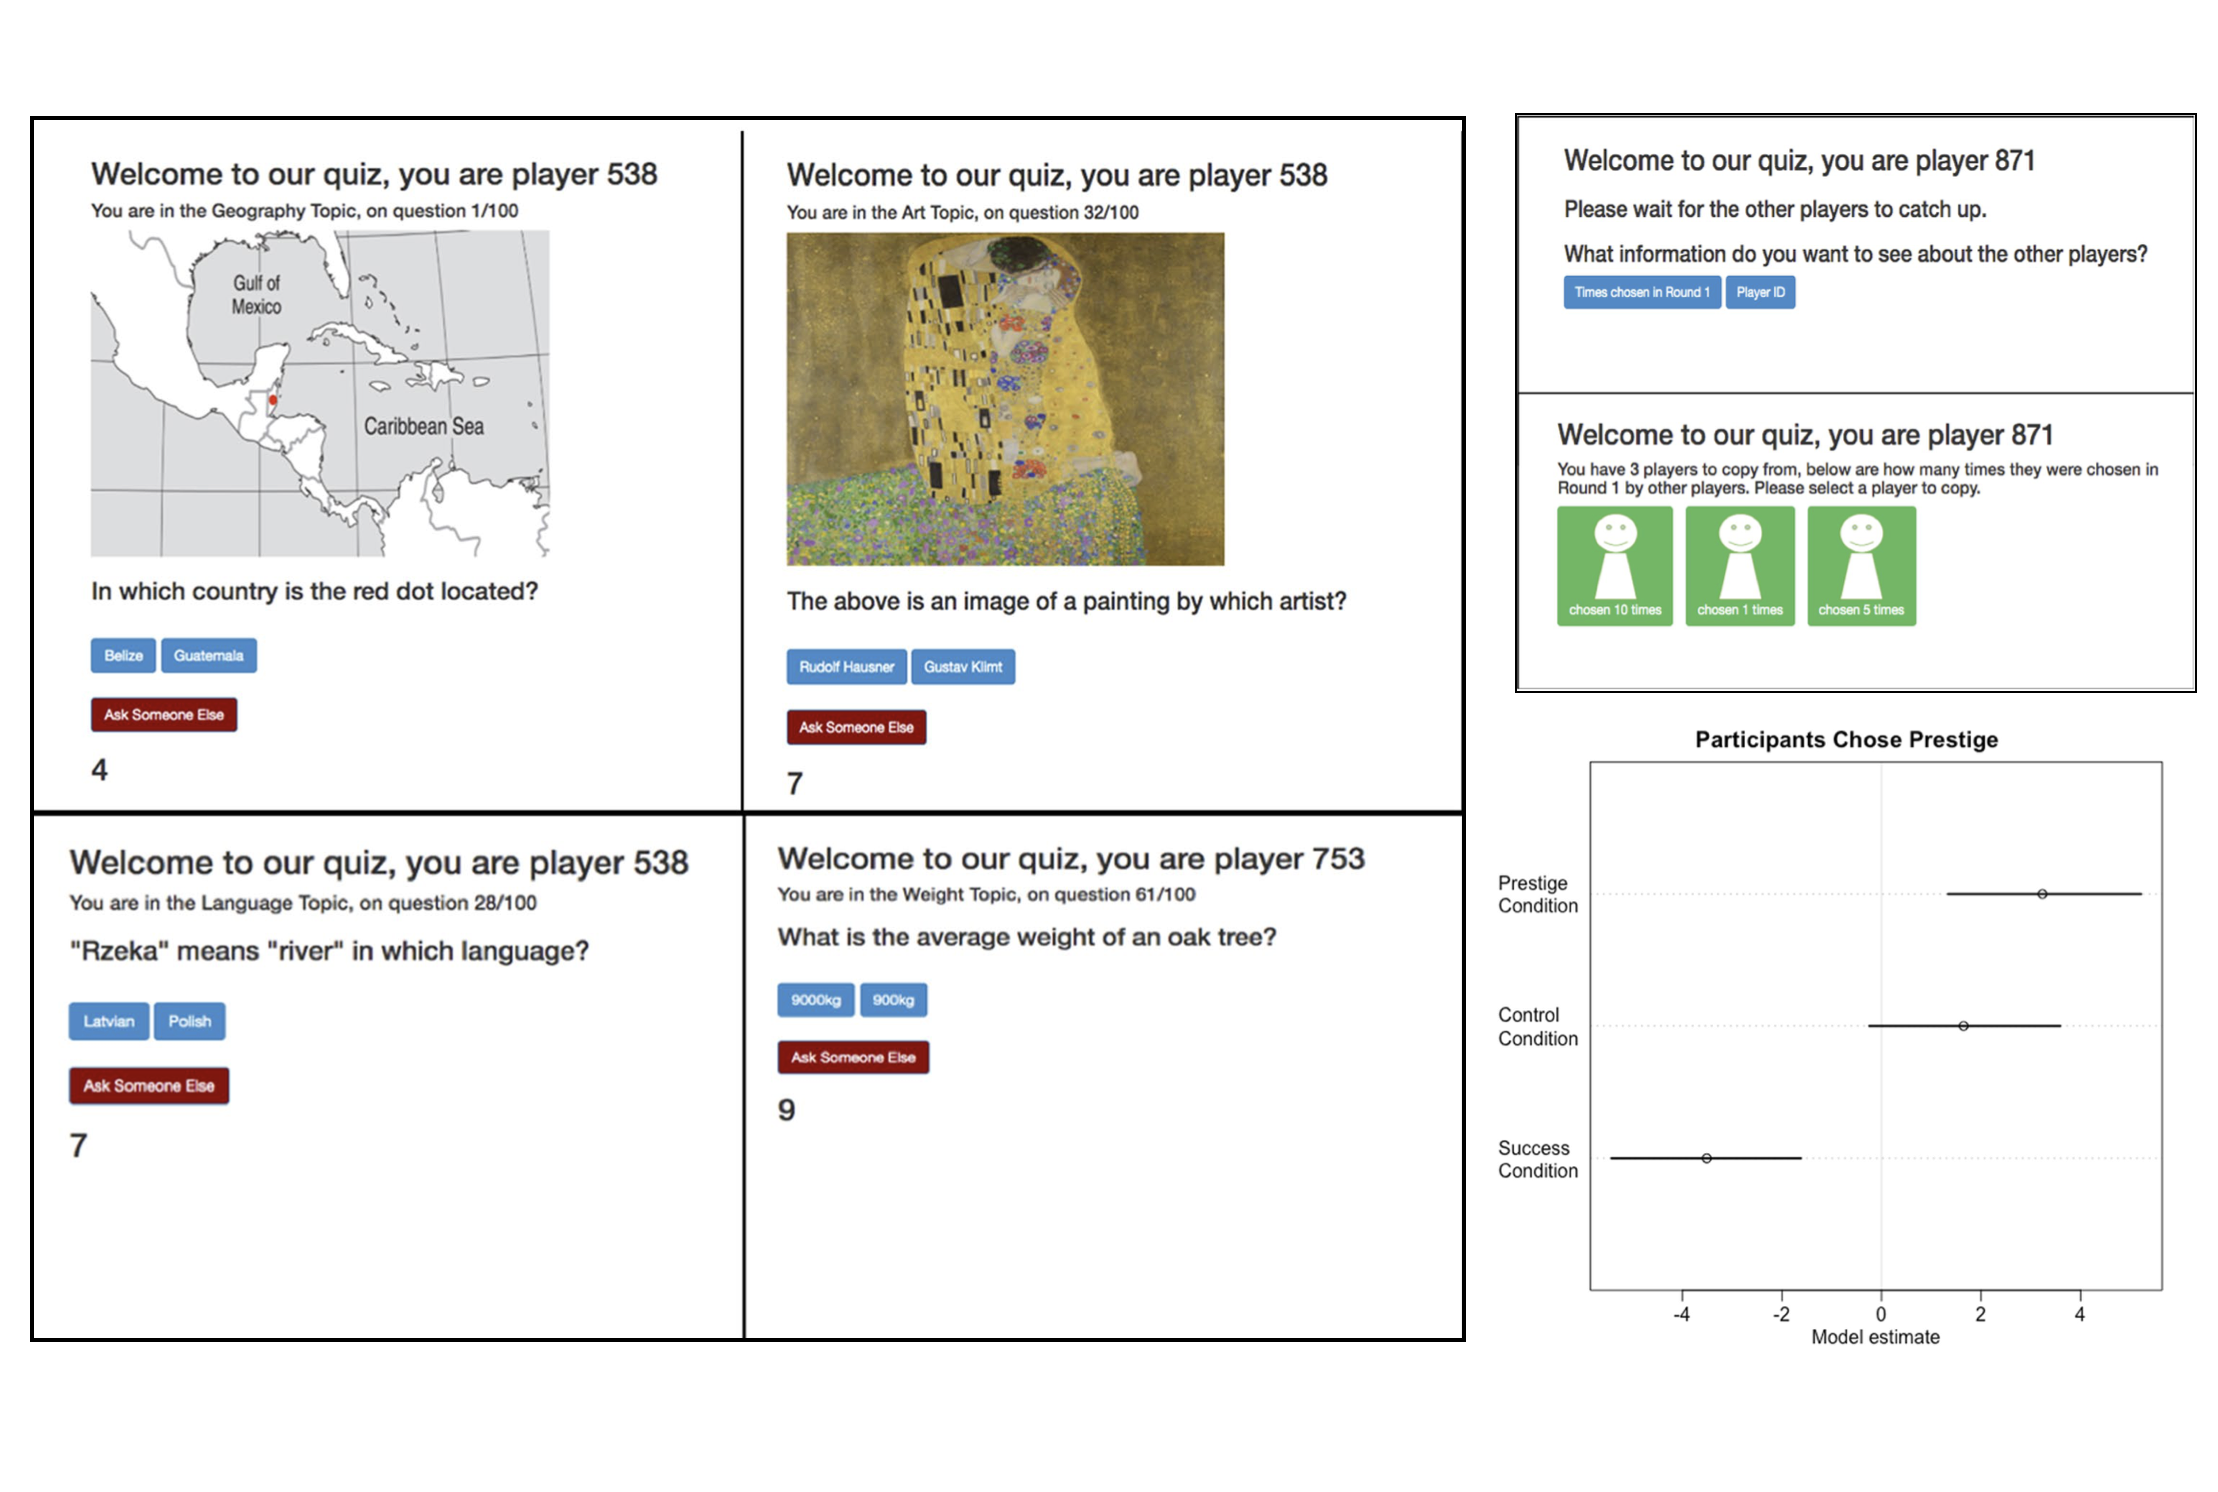 Welcome to our quiz, you are player 538
You are in the Geography Topic, on question 1/100
Gulf of
Mexico
Caribbean Sea
In which country is the red dot located?
Belize
Guatemala
Ask Someone Else
4
Welcome to our quiz, you are player 538
You are in the Art Topic, on question 32/100
The above is an image of a painting by which artist?
Rudolf Hausner
Gustav Klimt
Ask Someone Else
7
Welcome to our quiz, you are player 538
You are in the Language Topic, on question 28/100
"Rzeka" means "river" in which language?
Latvian
Polish
Ask Someone Else
7
Welcome to our quiz, you are player 753
You are in the Weight Topic, on question 61/100
What is the average weight of an oak tree?
9000kg
900kg
Ask Someone Else
9
Welcome to our quiz, you are player 871
Please wait for the other players to catch up.
What information do you want to see about the other players?
Times chosen in Round 1
Player ID
Welcome to our quiz, you are player 871
You have 3 players to copy from, below are how many times they were chosen in
Round 1 by other players. Please select a player to copy.
chosen 10 times
chosen 1 times
chosen 5 times
Participants Chose Prestige
Prestige
Condition
Control
Condition
Success
Condition
-4 -2 0 2 4
Model estimate